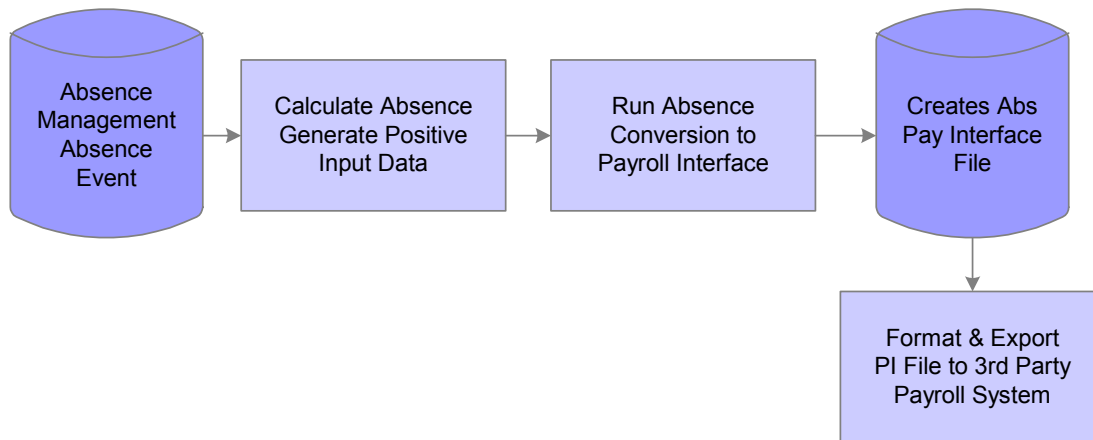 Absence
Management
Absence
Event
Calculate Absence
Generate Positive
Input Data
Run Absence
Conversion to
Payroll Interface
Creates Abs
Pay Interface
File
Format & Export
PI File to 3rd Party
Payroll System